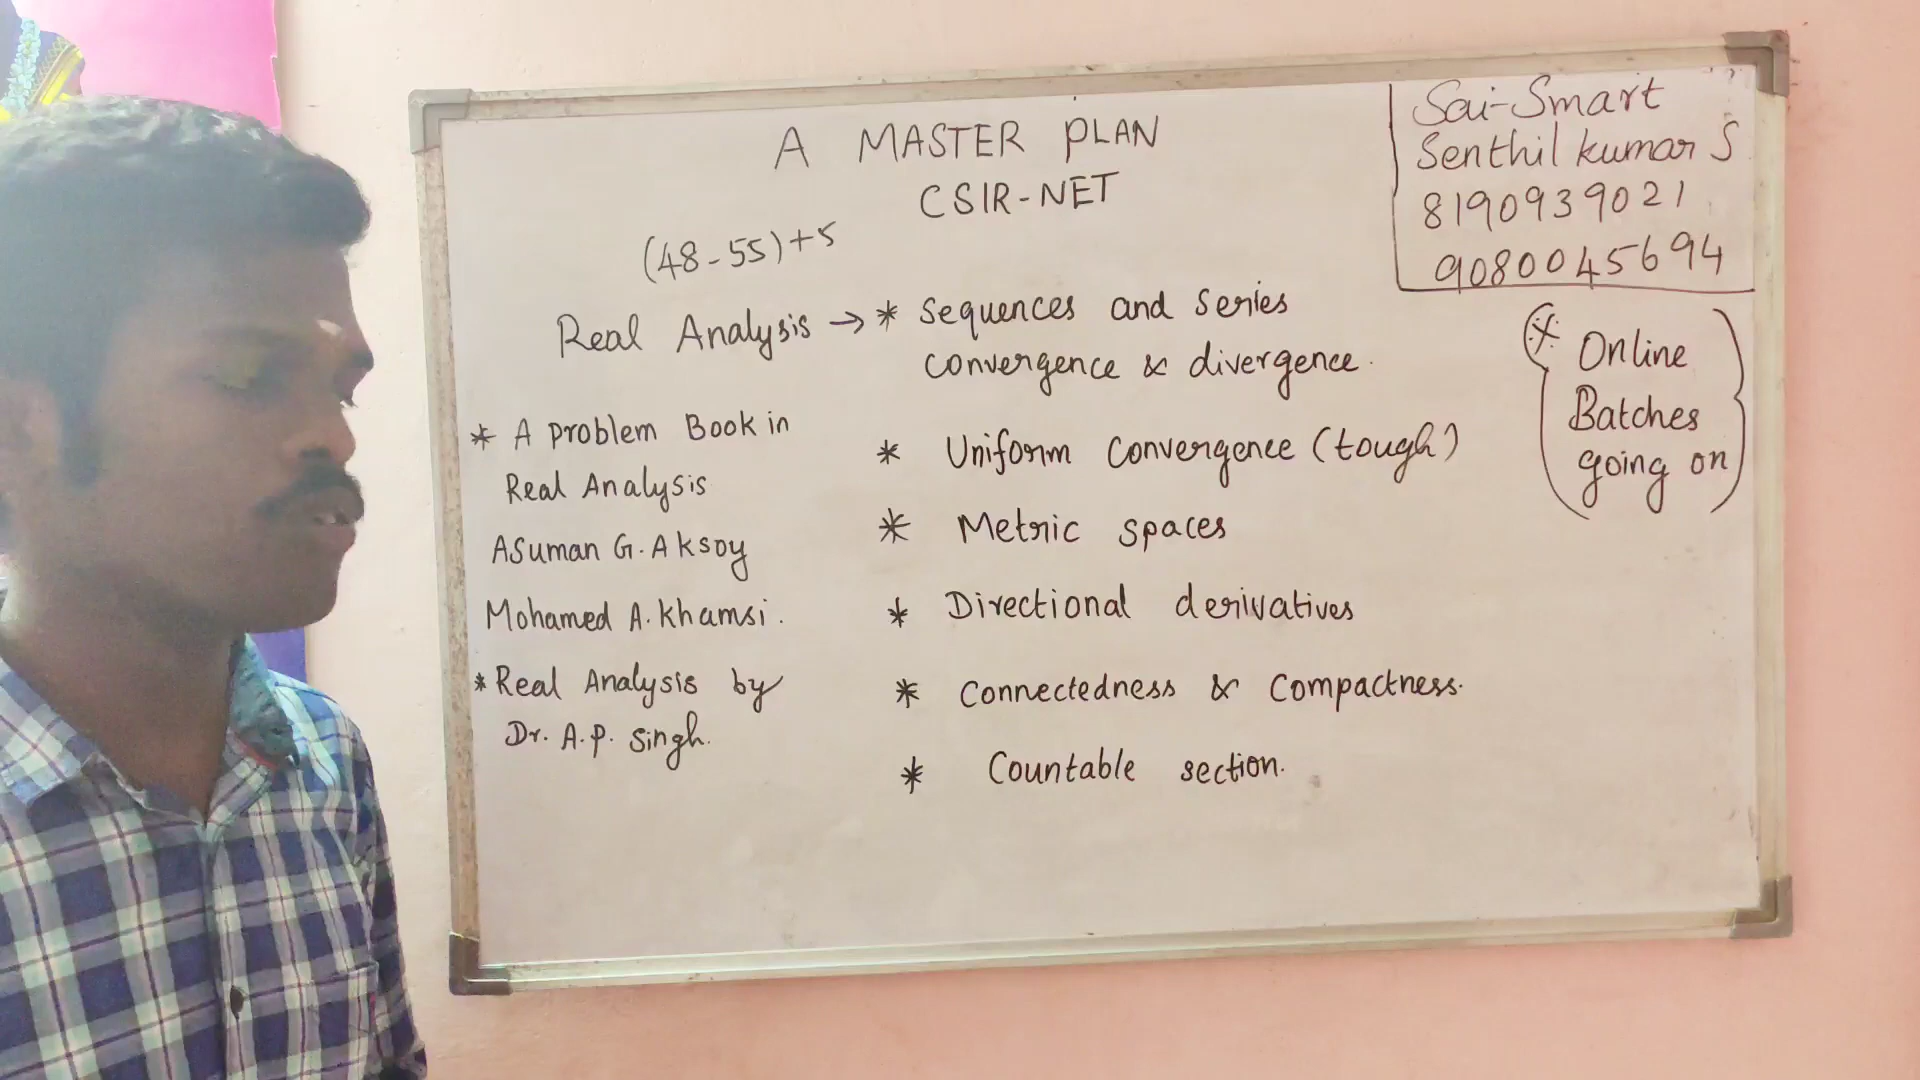 A MASTER PLAN
CSIR-NET
(48-55)+5
Real Analysis → * Sequences and series
convergence & divergence.
* Uniform Convergence (tough)
* Metric spaces
* Directional derivatives
* Connectedness & Compactness.
* Countable section.
* A problem Book in
Real Analysis
Asuman G. Aksoy
Mohamed A. Khamsi.
* Real Analysis by
Dr. A.P. Singh.
Sai-Smart
Senthil kumar S
8190939021
9080045694
* Online
Batches
going on